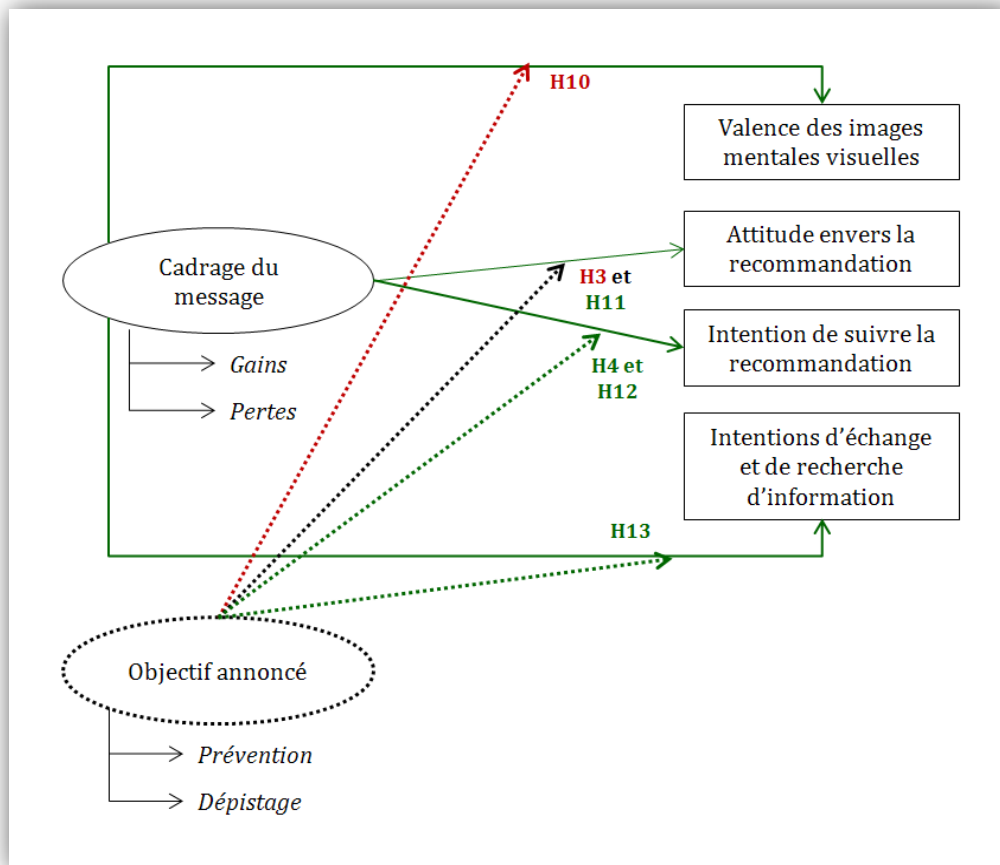 H10
Valence des images
mentales visuelles
Attitude envers la
recommandation
Cadrage du
message
H3 et
H11
Intention de suivre la
recommandation
Gains
H4 et
H12
Pertes
Intentions d'échange
et de recherche
d'information
H13
Objectif annoncé
Prévention
Dépistage